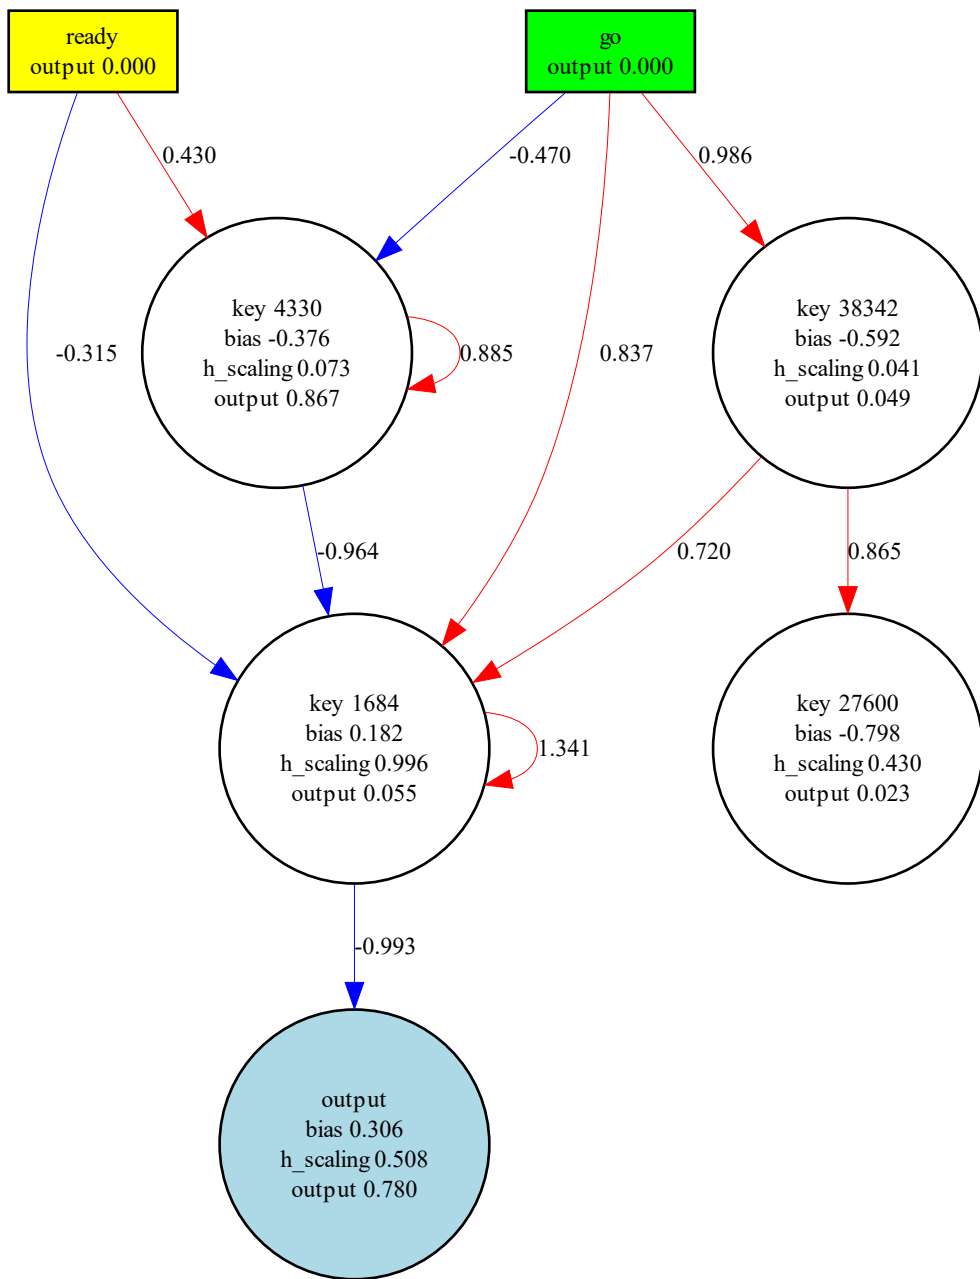 ready
output 0.000
go
output 0.000
0.430
-0.470
0.986
key 4330
bias -0.376
h_scaling 0.073
output 0.867
key 38342
bias -0.592
h_scaling 0.041
output 0.049
-0.315
0.885
0.837
-0.964
0.720
0.865
key 1684
bias 0.182
h_scaling 0.996
output 0.055
1.341
key 27600
bias -0.798
h_scaling 0.430
output 0.023
-0.993
output
bias 0.306
h_scaling 0.508
output 0.780